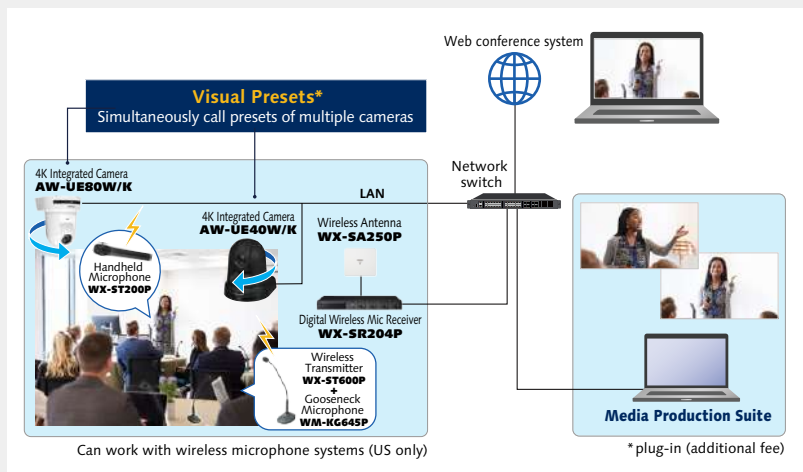 Web conference system
Visual Presets*
Simultaneously call presets of multiple cameras
Network
switch
4K Integrated Camera
AW-UE80W/K
LAN
4K Integrated Camera
AW-UE40W/K
Wireless Antenna
WX-SA250P
Handheld
Microphone
WX-ST200P
Digital Wireless Mic Receiver
WX-SR204P
Wireless
Transmitter
WX-ST600P
+
Gooseneck
Microphone
WM-KG645P
Media Production Suite
Can work with wireless microphone systems (US only)
*plug-in (additional fee)